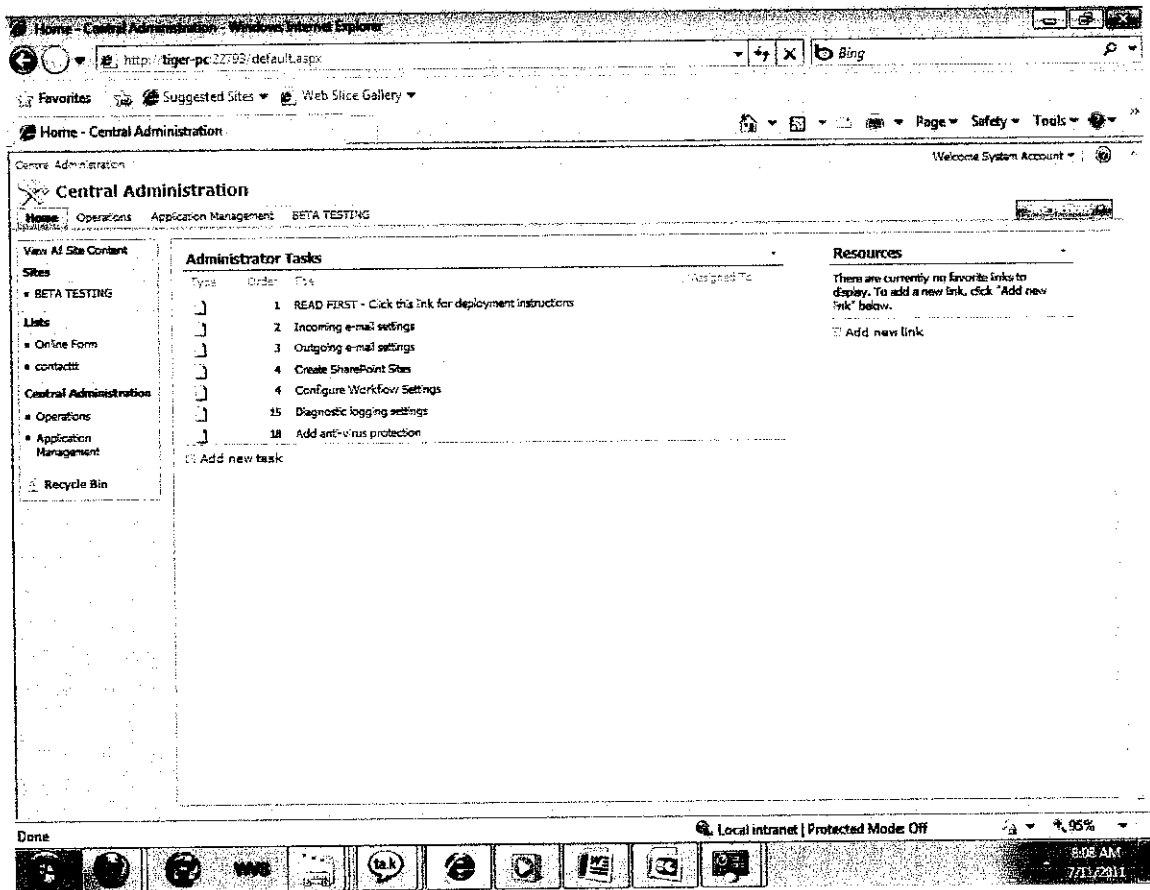 Home - Central Administration - Windows Internet Explorer
http://tiger-pc:22793/default.aspx
Bing
Favorites Suggested Sites Web Slice Gallery
Home - Central Administration
Page Safety Tools
Central Administration
Welcome System Account
Central Administration
Home Operations Application Management BETA TESTING
View All Site Content
Sites
BETA TESTING
Lists
Online Form
contacttt
Central Administration
Operations
Application
Management
Recycle Bin
Administrator Tasks
Type Order Title Assigned To
1 READ FIRST - Click this link for deployment instructions
2 Incoming e-mail settings
3 Outgoing e-mail settings
4 Create SharePoint Sites
4 Configure Workflow Settings
15 Diagnostic logging settings
18 Add anti-virus protection
Add new task
Resources
There are currently no favorite links to
display. To add a new link, click "Add new
link" below.
Add new link
Done
Local intranet | Protected Mode: Off
95%
talk
8:08 AM
7/11/2011